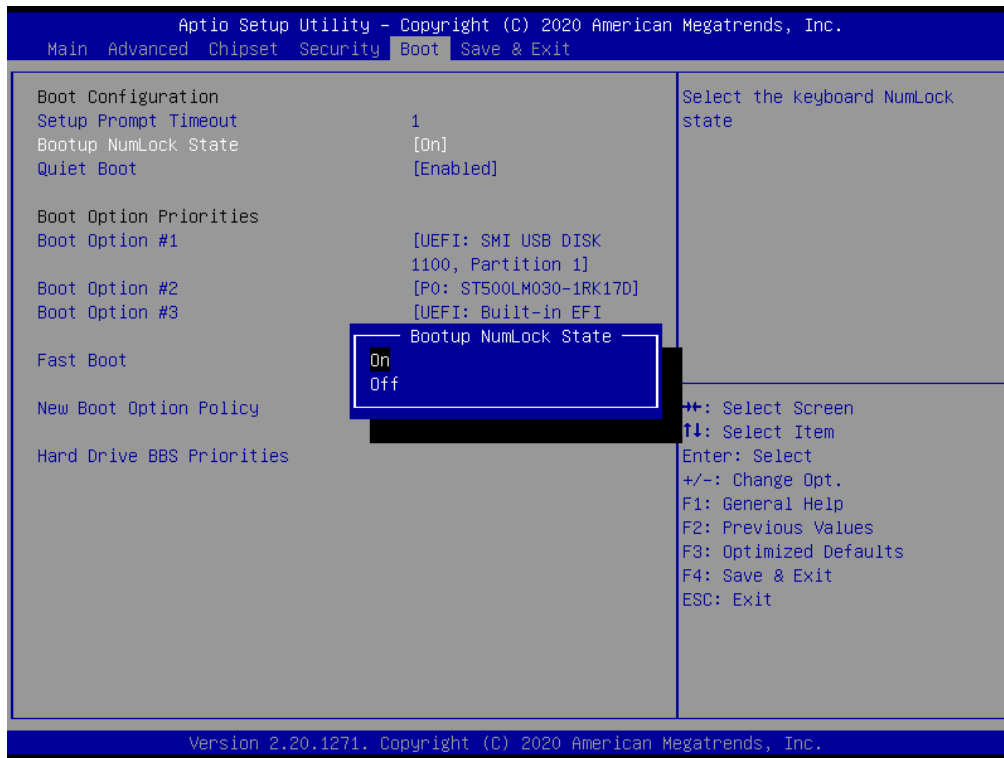 Aptio Setup Utility – Copyright (C) 2020 American Megatrends, Inc.
Main Advanced Chipset Security Boot Save & Exit
Boot Configuration
Setup Prompt Timeout 1
Bootup NumLock State [On]
Quiet Boot [Enabled]
Boot Option Priorities
Boot Option #1 [UEFI: SMI USB DISK
1100, Partition 1]
Boot Option #2 [P0: ST500LM030-1RK17D]
Boot Option #3 [UEFI: Built-in EFI
Fast Boot
New Boot Option Policy
Hard Drive BBS Priorities
Bootup NumLock State
On
Off
Select the keyboard NumLock
state
→←: Select Screen
↑↓: Select Item
Enter: Select
+/-: Change Opt.
F1: General Help
F2: Previous Values
F3: Optimized Defaults
F4: Save & Exit
ESC: Exit
Version 2.20.1271. Copyright (C) 2020 American Megatrends, Inc.